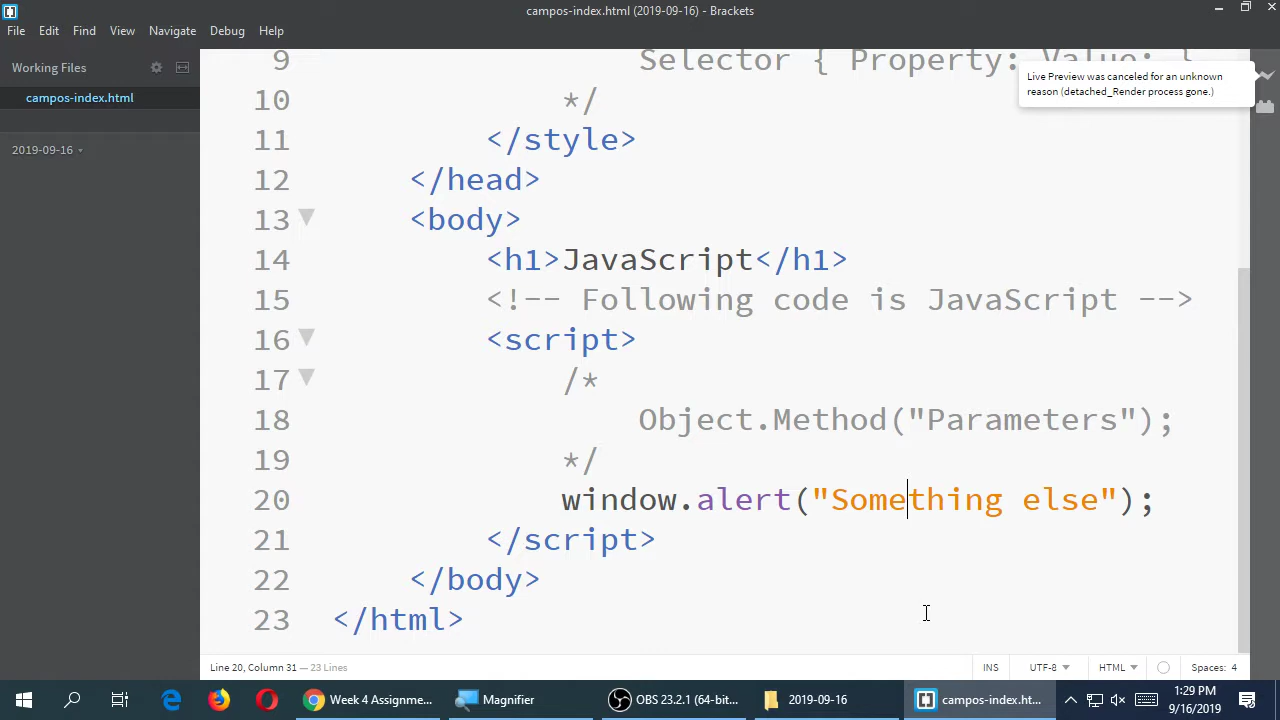 campos-index.html (2019-09-16) - Brackets
File Edit Find View Navigate Debug Help
Working Files
campos-index.html
2019-09-16
9 Selector { Property: Value; }
Live Preview was canceled for an unknown
reason (detached_Render process gone.)
10 */
11 </style>
12 </head>
13 <body>
14 <h1>JavaScript</h1>
15 <!-- Following code is JavaScript -->
16 <script>
17 /*
18 Object.Method("Parameters");
19 */
20 window.alert("Something else");
21 </script>
22 </body>
23 </html>
Line 20, Column 31 — 23 Lines
INS UTF-8 HTML Spaces: 4
Week 4 Assignme... Magnifier OBS 23.2.1 (64-bit... 2019-09-16 campos-index.ht...
1:29 PM
9/16/2019